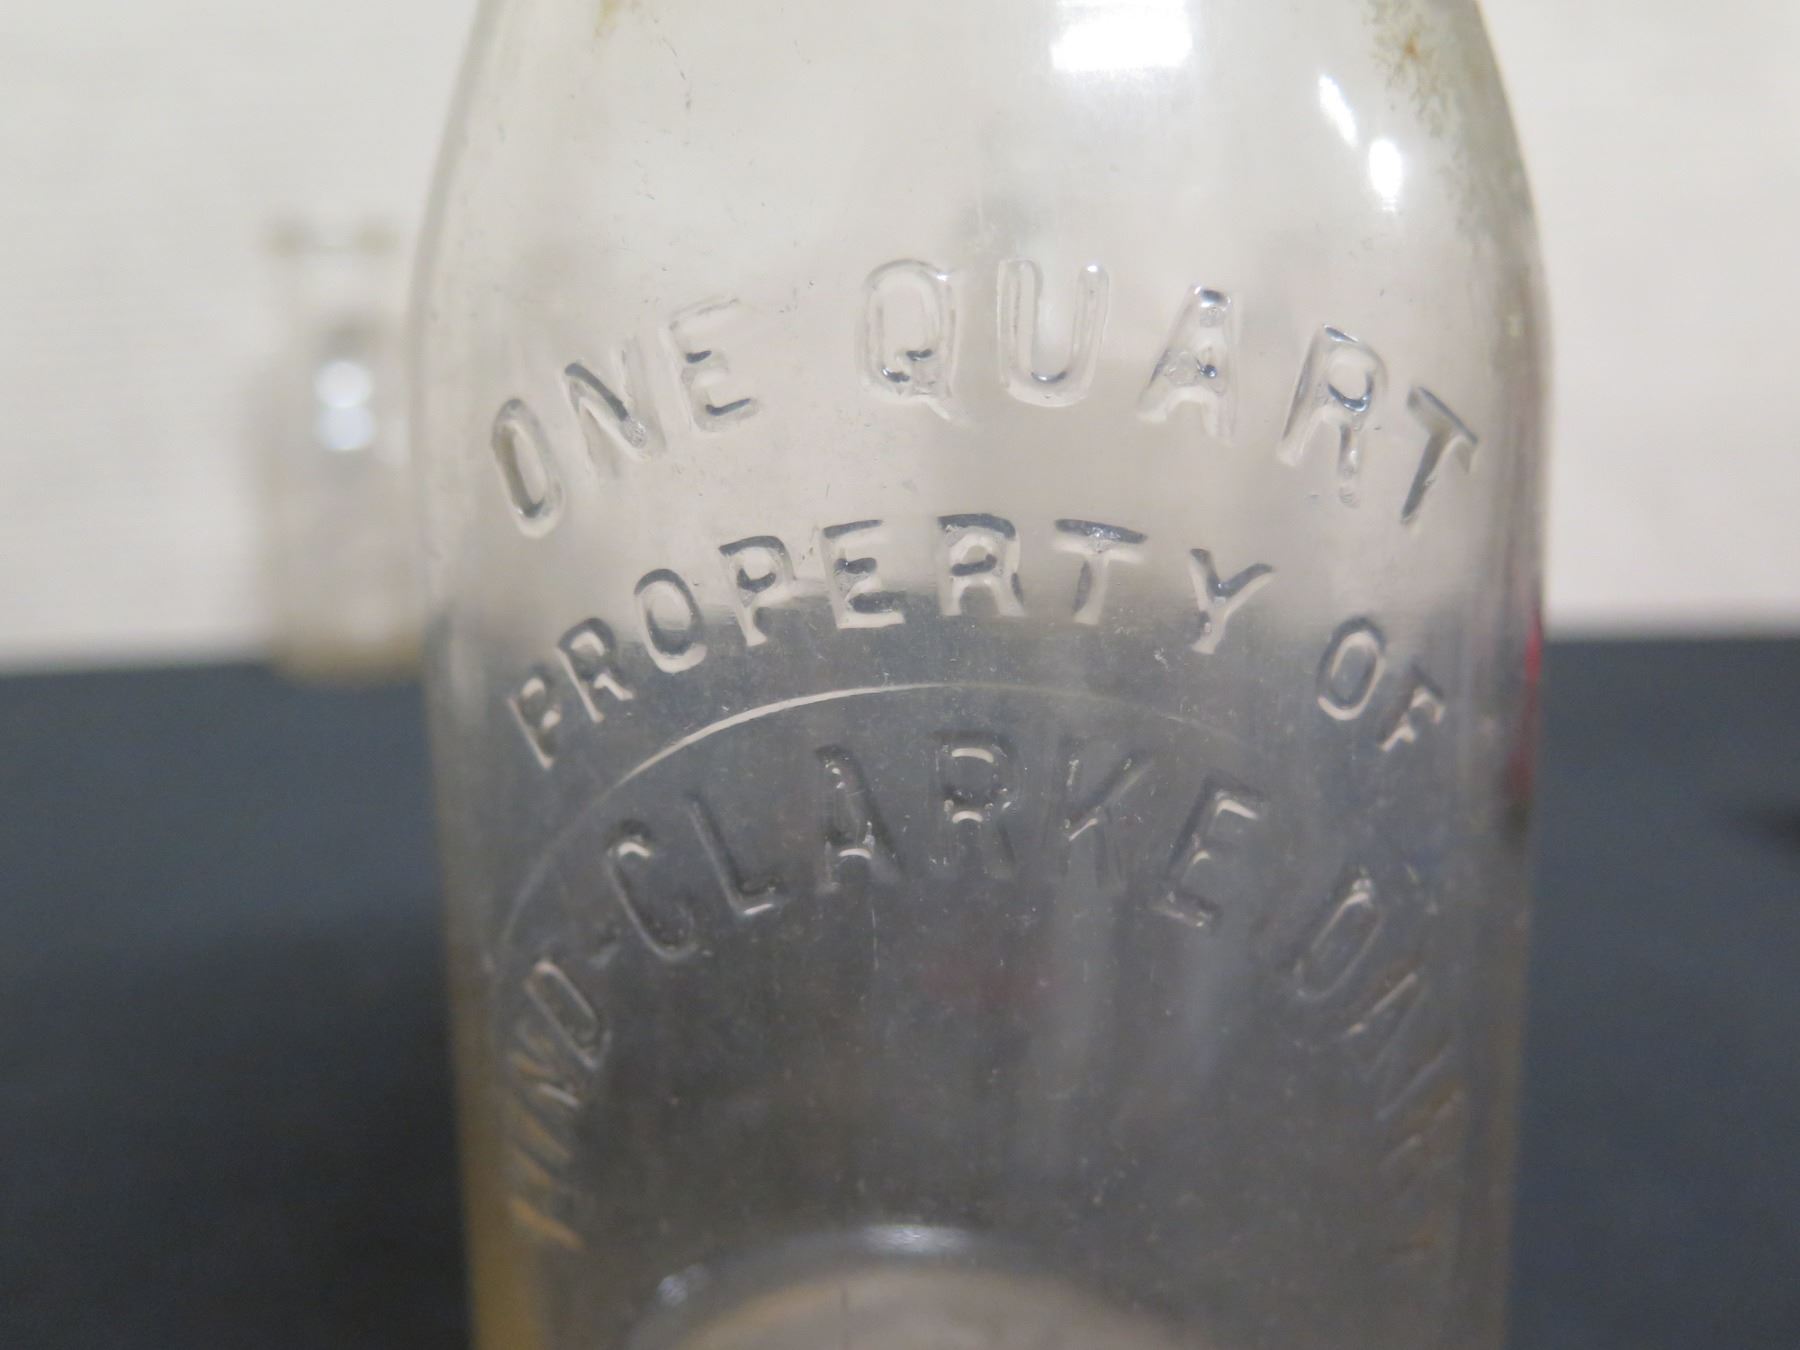 ONE QUART
PROPERTY OF
CLARKE